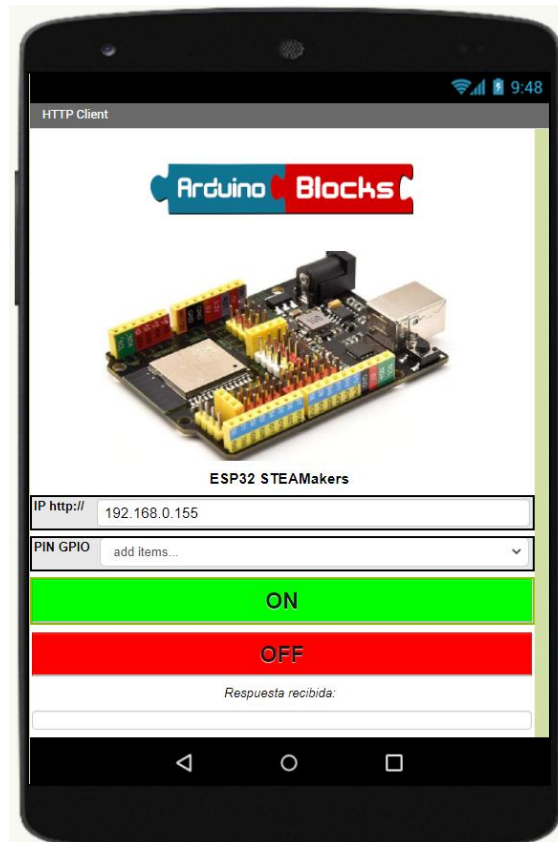 9:48
HTTP Client
Arduino Blocks
ESP32 STEAMakers
IP http:// 192.168.0.155
PIN GPIO add items...
ON
OFF
Respuesta recibida: